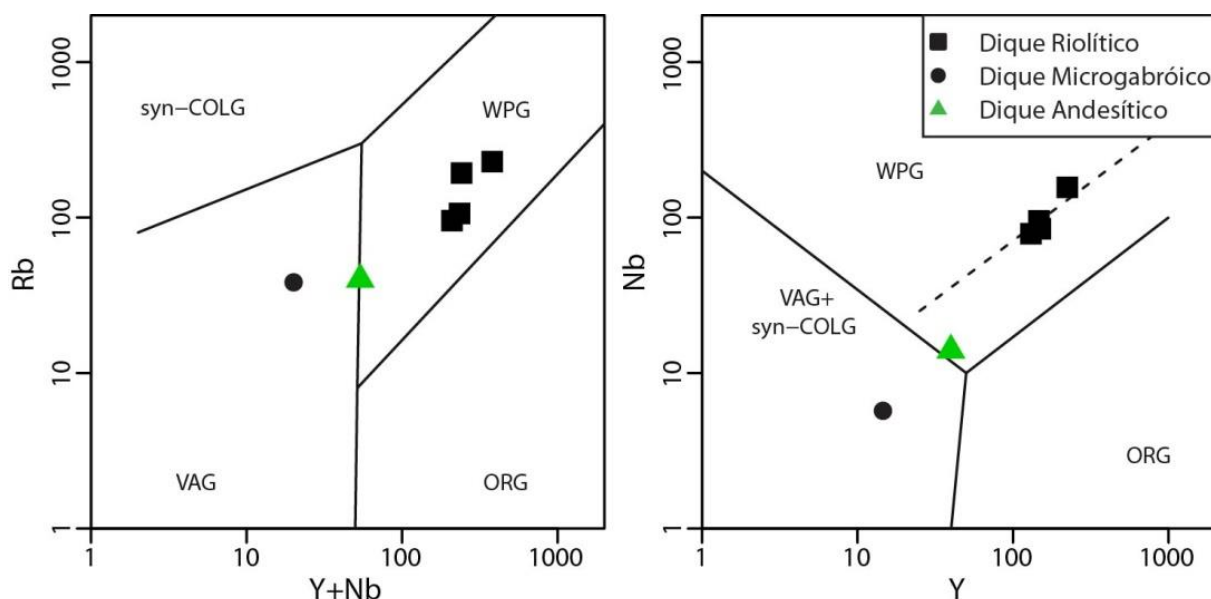 Rb
1000
100
10
1
syn−COLG
WPG
VAG
ORG
1
10
100
1000
Y+Nb
Nb
1000
100
10
1
Dique Riolítico
Dique Microgabróico
Dique Andesítico
WPG
VAG+
syn−COLG
ORG
1
10
100
1000
Y